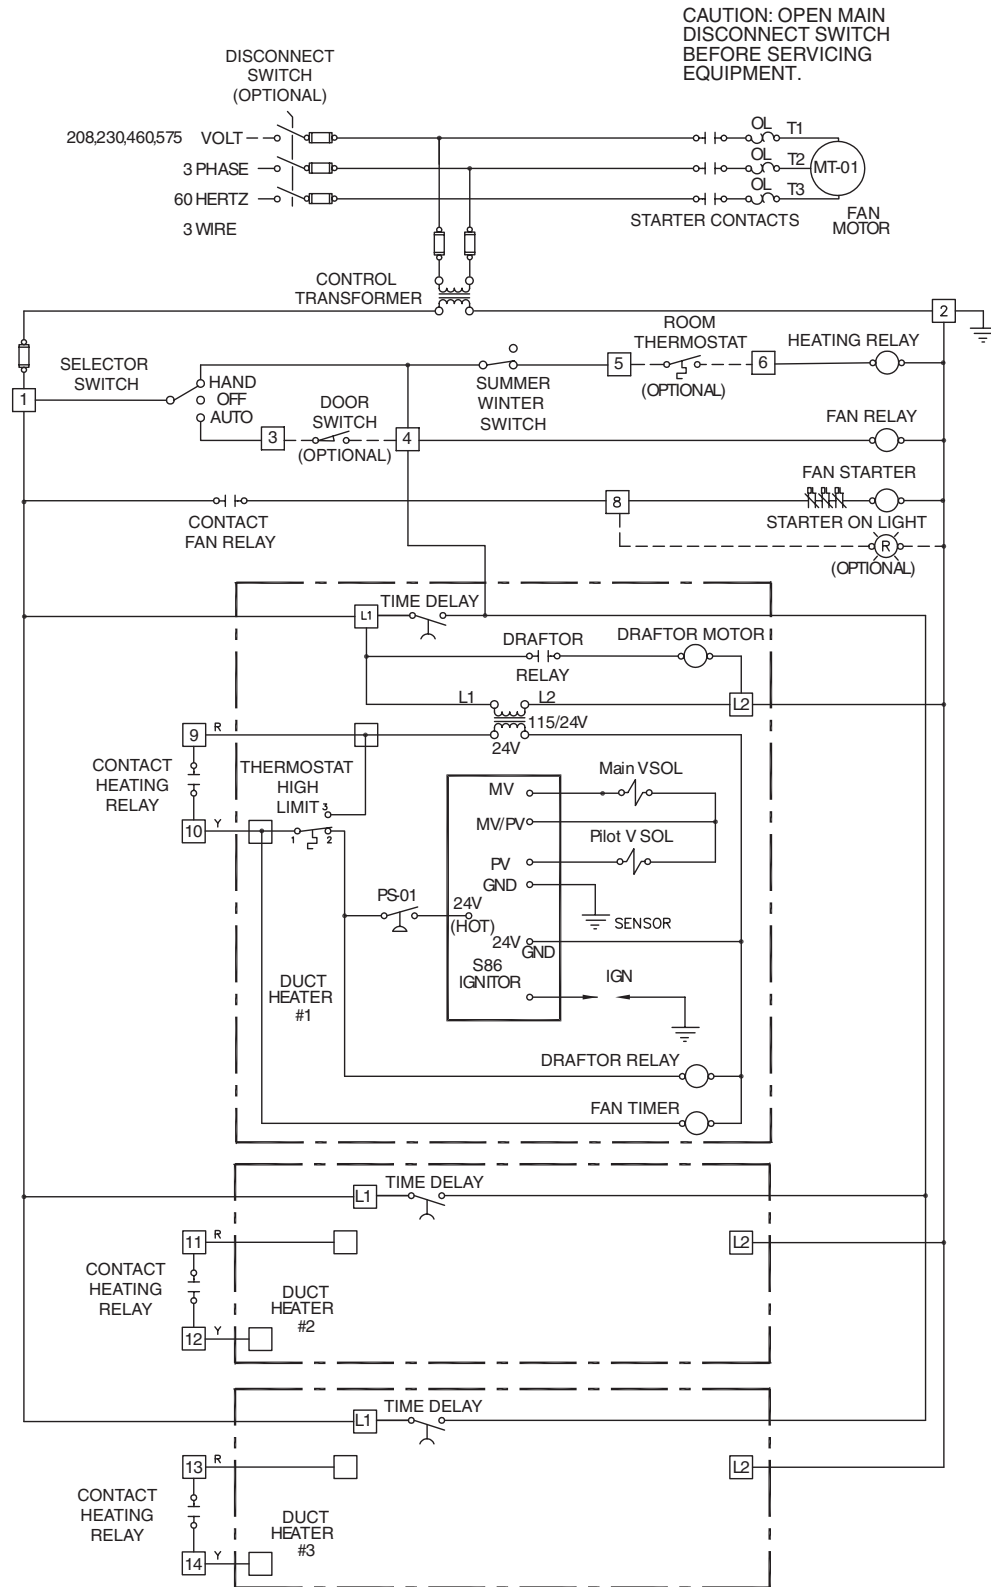 CAUTION: OPEN MAIN
DISCONNECT SWITCH
BEFORE SERVICING
EQUIPMENT.
DISCONNECT
SWITCH
(OPTIONAL)
208,230,460,575 VOLT
3 PHASE
60 HERTZ
3 WIRE
OL T1
OL T2
OL T3
MT-01
STARTER CONTACTS
FAN
MOTOR
CONTROL
TRANSFORMER
2
SELECTOR
SWITCH
1
HAND
OFF
AUTO
DOOR
SWITCH
(OPTIONAL)
3
4
SUMMER
WINTER
SWITCH
5
ROOM
THERMOSTAT
(OPTIONAL)
6
HEATING RELAY
FAN RELAY
FAN STARTER
CONTACT
FAN RELAY
8
STARTER ON LIGHT
R
(OPTIONAL)
L1
TIME DELAY
DRAFTOR
RELAY
DRAFTOR MOTOR
L1
L2
L2
115/24V
24V
9
R
CONTACT
HEATING
RELAY
10
Y
THERMOSTAT
HIGH
LIMIT
3
1
2
MV
Main VSOL
MV/PV
Pilot V SOL
PV
GND
PS-01
24V
(HOT)
SENSOR
24V
GND
S86
IGNITOR
IGN
DUCT
HEATER
#1
DRAFTOR RELAY
FAN TIMER
L1
TIME DELAY
11
R
L2
CONTACT
HEATING
RELAY
DUCT
HEATER
#2
12
Y
L1
TIME DELAY
13
R
L2
CONTACT
HEATING
RELAY
DUCT
HEATER
#3
14
Y